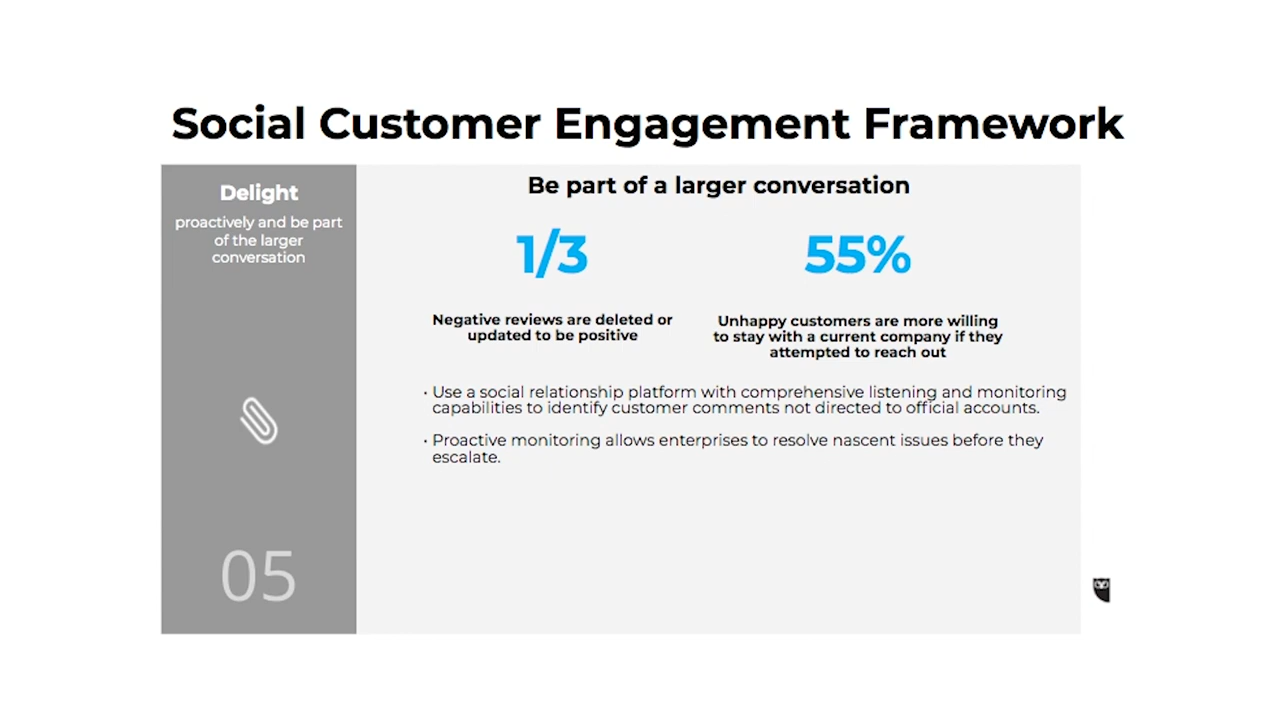 Social Customer Engagement Framework
Delight
proactively and be part
of the larger
conversation
05
Be part of a larger conversation
1/3
Negative reviews are deleted or
updated to be positive
55%
Unhappy customers are more willing
to stay with a current company if they
attempted to reach out
· Use a social relationship platform with comprehensive listening and monitoring
capabilities to identify customer comments not directed to official accounts.
· Proactive monitoring allows enterprises to resolve nascent issues before they
escalate.